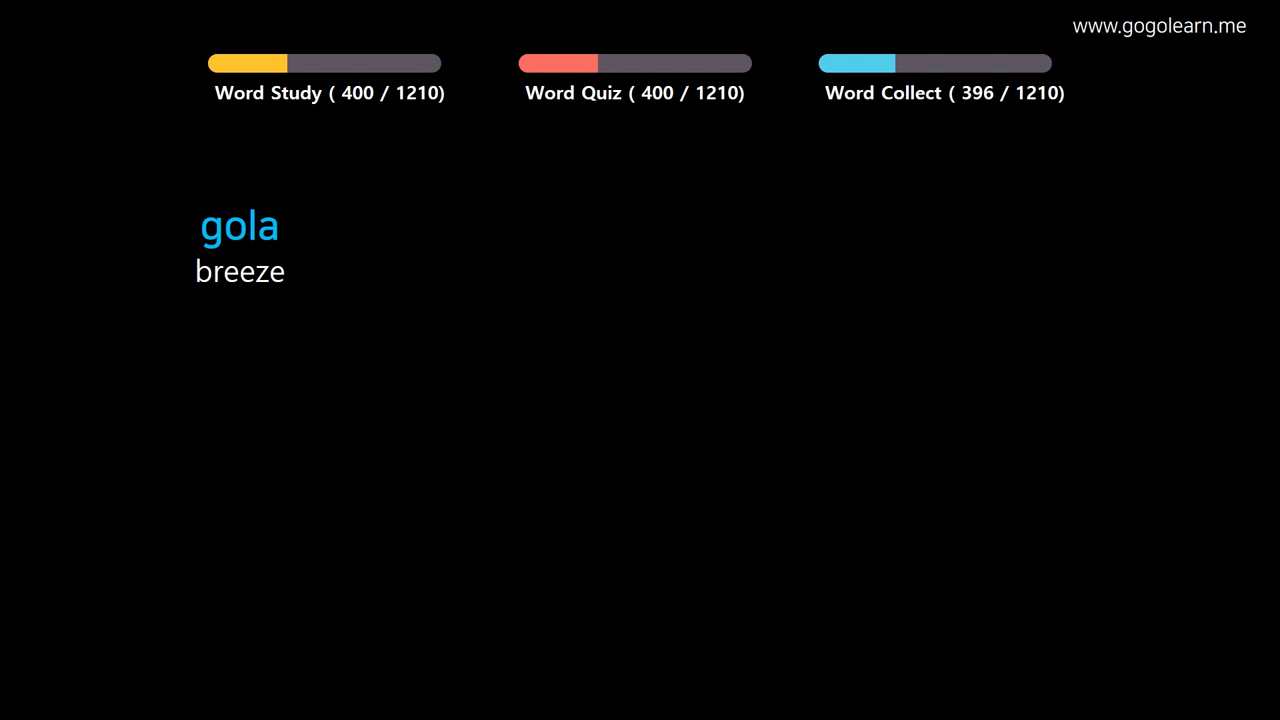 www.gogolearn.me
Word Study ( 400 / 1210)
Word Quiz ( 400 / 1210)
Word Collect ( 396 / 1210)
gola
breeze